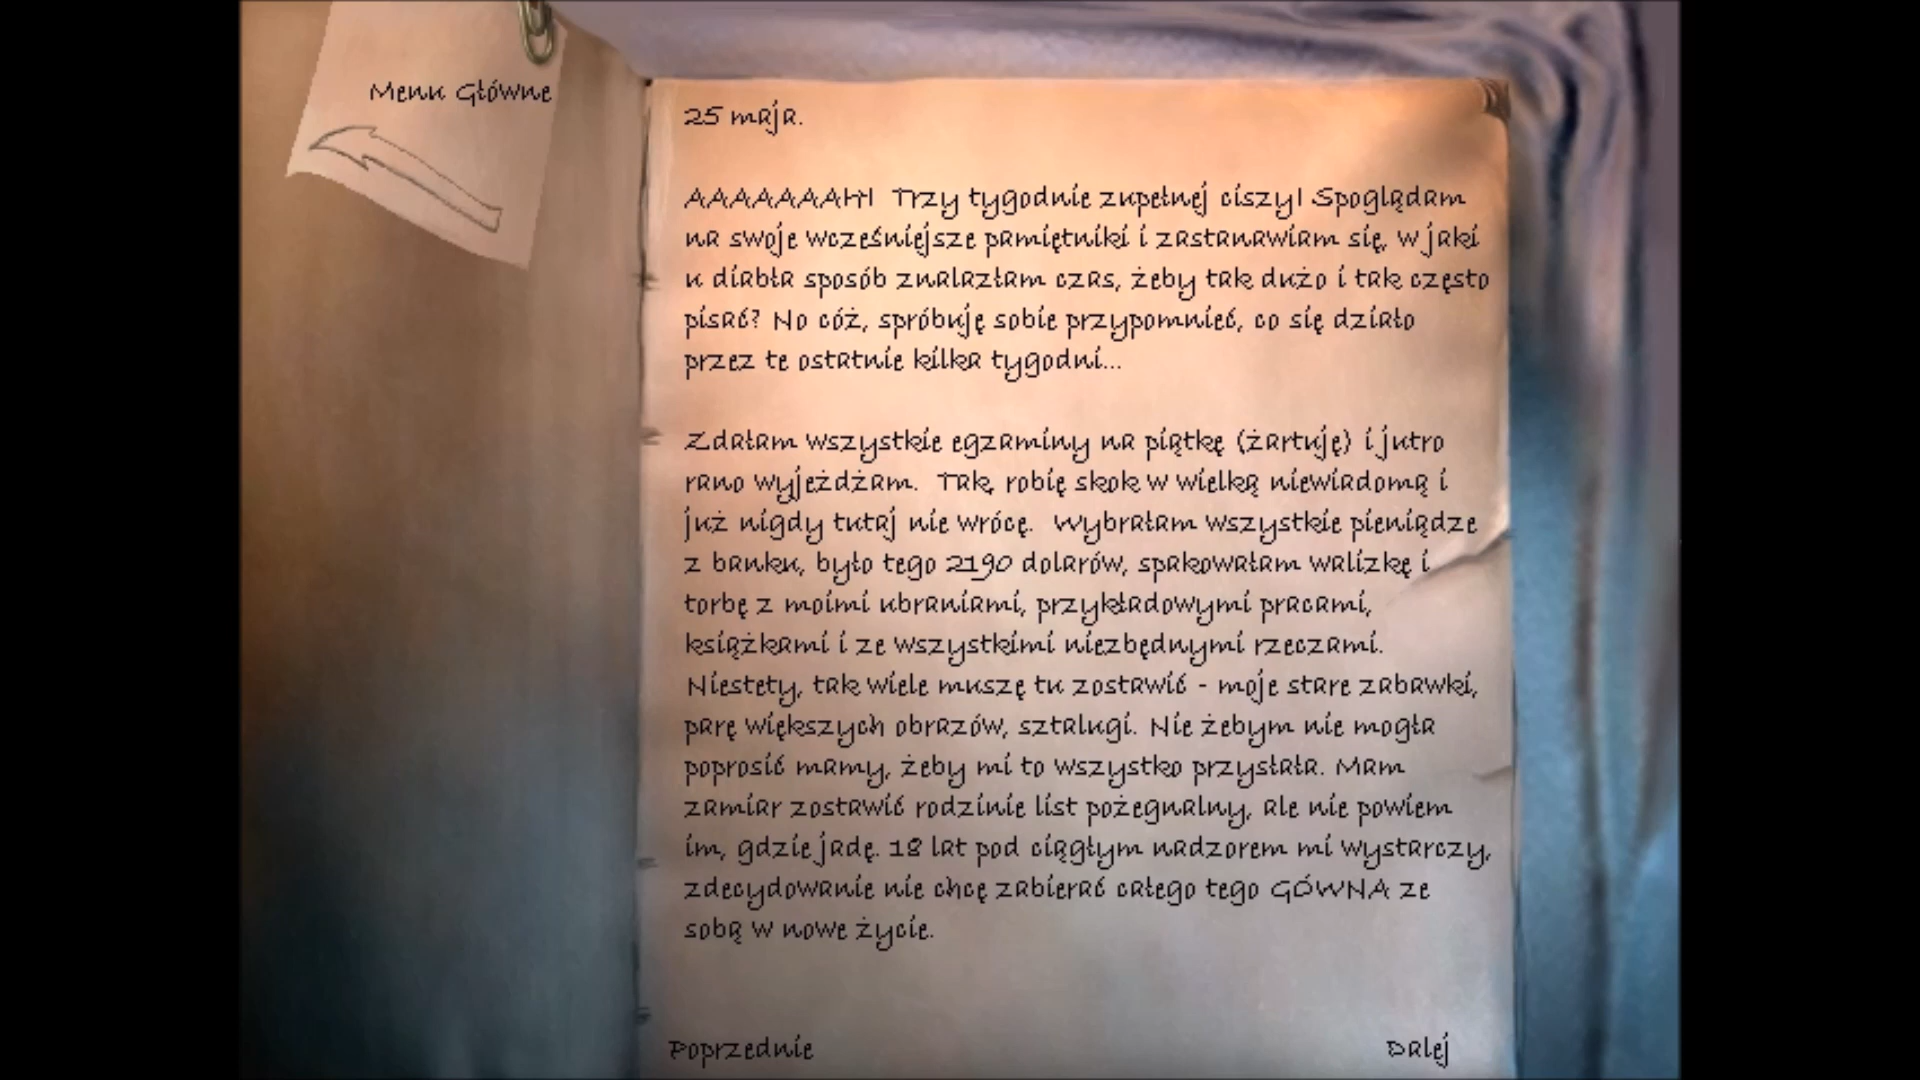 Menu Główne
25 maja.
AAAAAAAH! Trzy tygodnie zupełnej ciszy! Spoglądam
na swoje wcześniejsze pamiętniki i zastanawiam się, w jaki
u diabła sposób znalazłam czas, żeby tak dużo i tak często
pisać? No cóż, spróbuję sobie przypomnieć, co się działo
przez te ostatnie kilka tygodni...
Zdałam wszystkie egzaminy na piątkę (żartuję) i jutro
rano wyjeżdżam. Tak, robię skok w wielką niewiadomą i
już nigdy tutaj nie wrócę. Wybrałam wszystkie pieniądze
z banku, było tego 2190 dolarów, spakowałam walizkę i
torbę z moimi ubraniami, przykładowymi pracami,
książkami i ze wszystkimi niezbędnymi rzeczami.
Niestety, tak wiele muszę tu zostawić - moje stare zabawki,
parę większych obrazów, sztalugi. Nie żebym nie mogła
poprosić mamy, żeby mi to wszystko przysłała. Mam
zamiar zostawić rodzinie list pożegnalny, ale nie powiem
im, gdzie jadę. 18 lat pod ciągłym nadzorem mi wystarczy,
zdecydowanie nie chcę zabierać całego tego GÓWNA ze
sobą w nowe życie.
Poprzednie
Dalej